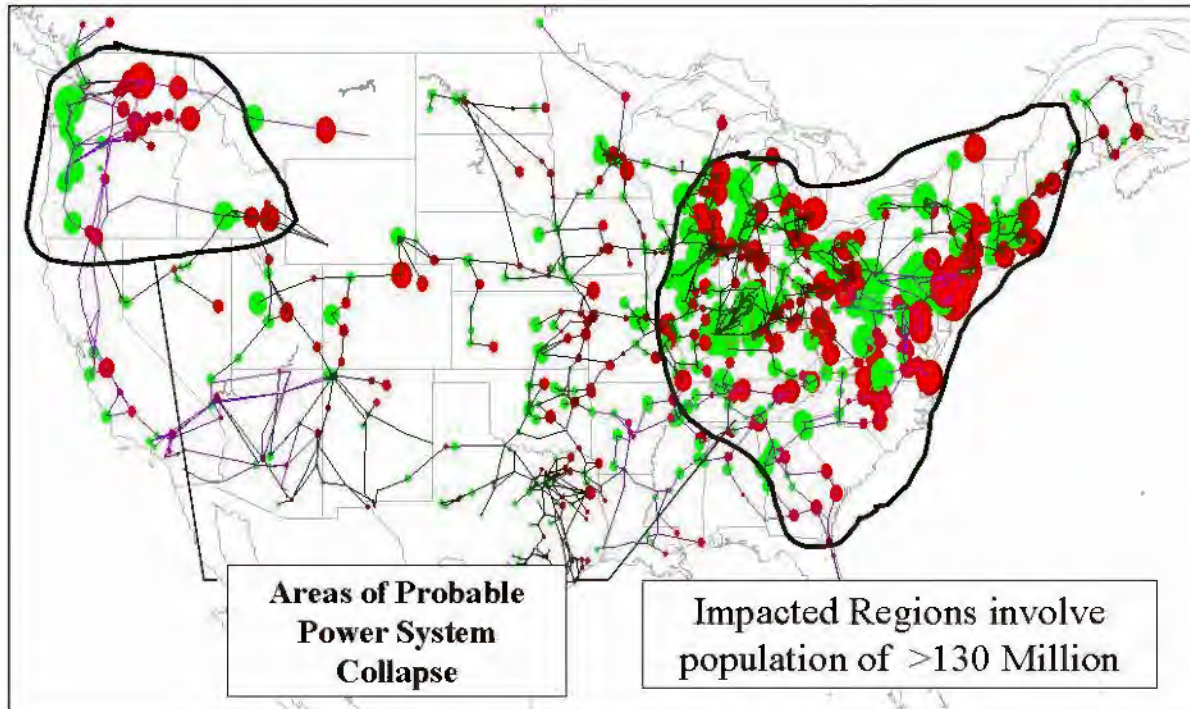 Areas of Probable
Power System
Collapse
Impacted Regions involve
population of >130 Million